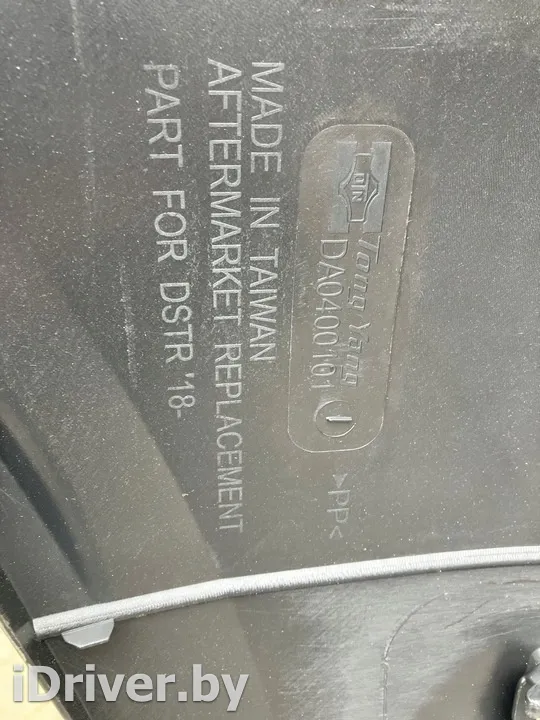 MADE IN TAIWAN
AFTERMARKET REPLACEMENT
PART FOR DSTR '18-
Tong Yang
DA0400101
>PP<
iDriver.by